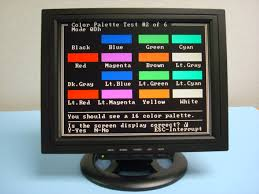 Color Palette Test #2 of 6
Mode 0Dh
Black Blue Green Cyan
Red Magenta Brown Lt.Gray
Dk.Gray Lt.Blue Lt.Green Lt.Cyan
Lt.Red Lt.Magenta Yellow White
You should see a 16 color palette.
Is the screen display correct? Y
Y-Yes N-No ESC-Interrupt